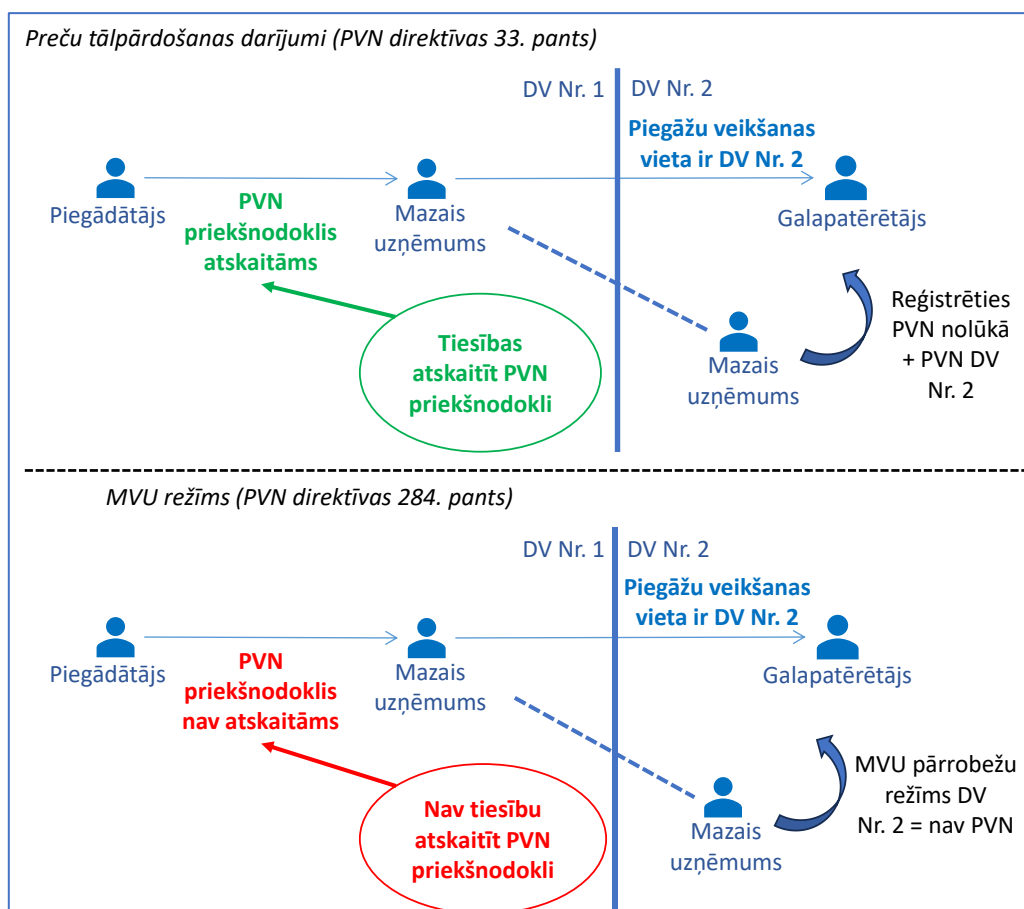 Preču tālpārdošanas darījumi (PVN direktīvas 33. pants)
DV Nr. 1
DV Nr. 2
Piegāžu veikšanas
vieta ir DV Nr. 2
Piegādātājs
PVN
priekšnodoklis
atskaitāms
Mazais
uzņēmums
Galapatērētājs
Tiesības
atskaitīt PVN
priekšnodokli
Mazais
uzņēmums
Reģistrēties
PVN nolūkā
+ PVN DV
Nr. 2
MVU režīms (PVN direktīvas 284. pants)
DV Nr. 1
DV Nr. 2
Piegāžu veikšanas
vieta ir DV Nr. 2
Piegādātājs
PVN
priekšnodoklis
nav atskaitāms
Mazais
uzņēmums
Galapatērētājs
Nav tiesību
atskaitīt PVN
priekšnodokli
Mazais
uzņēmums
MVU pārrobežu
režīms DV
Nr. 2 = nav PVN